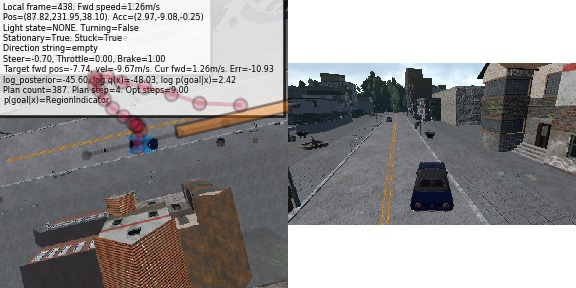 Local frame=438. Fwd speed=1.26m/s
Pos=(87.82,231.95,38.10). Acc=(2.97,-9.08,-0.25)
Light state=NONE. Turning=False
Stationary=True. Stuck=True
Direction string=empty
Steer=-0.70, Throttle=0.00, Brake=1.00
Target fwd pos=-7.74, vel=-9.67m/s. Cur fwd=1.26m/s. Err=-10.93
log_posterior=-45.60, log q(x)=-48.03, log p(goal|x)=2.42
Plan count=387. Plan step=4. Opt steps=9.00
p(goal|x)=RegionIndicator